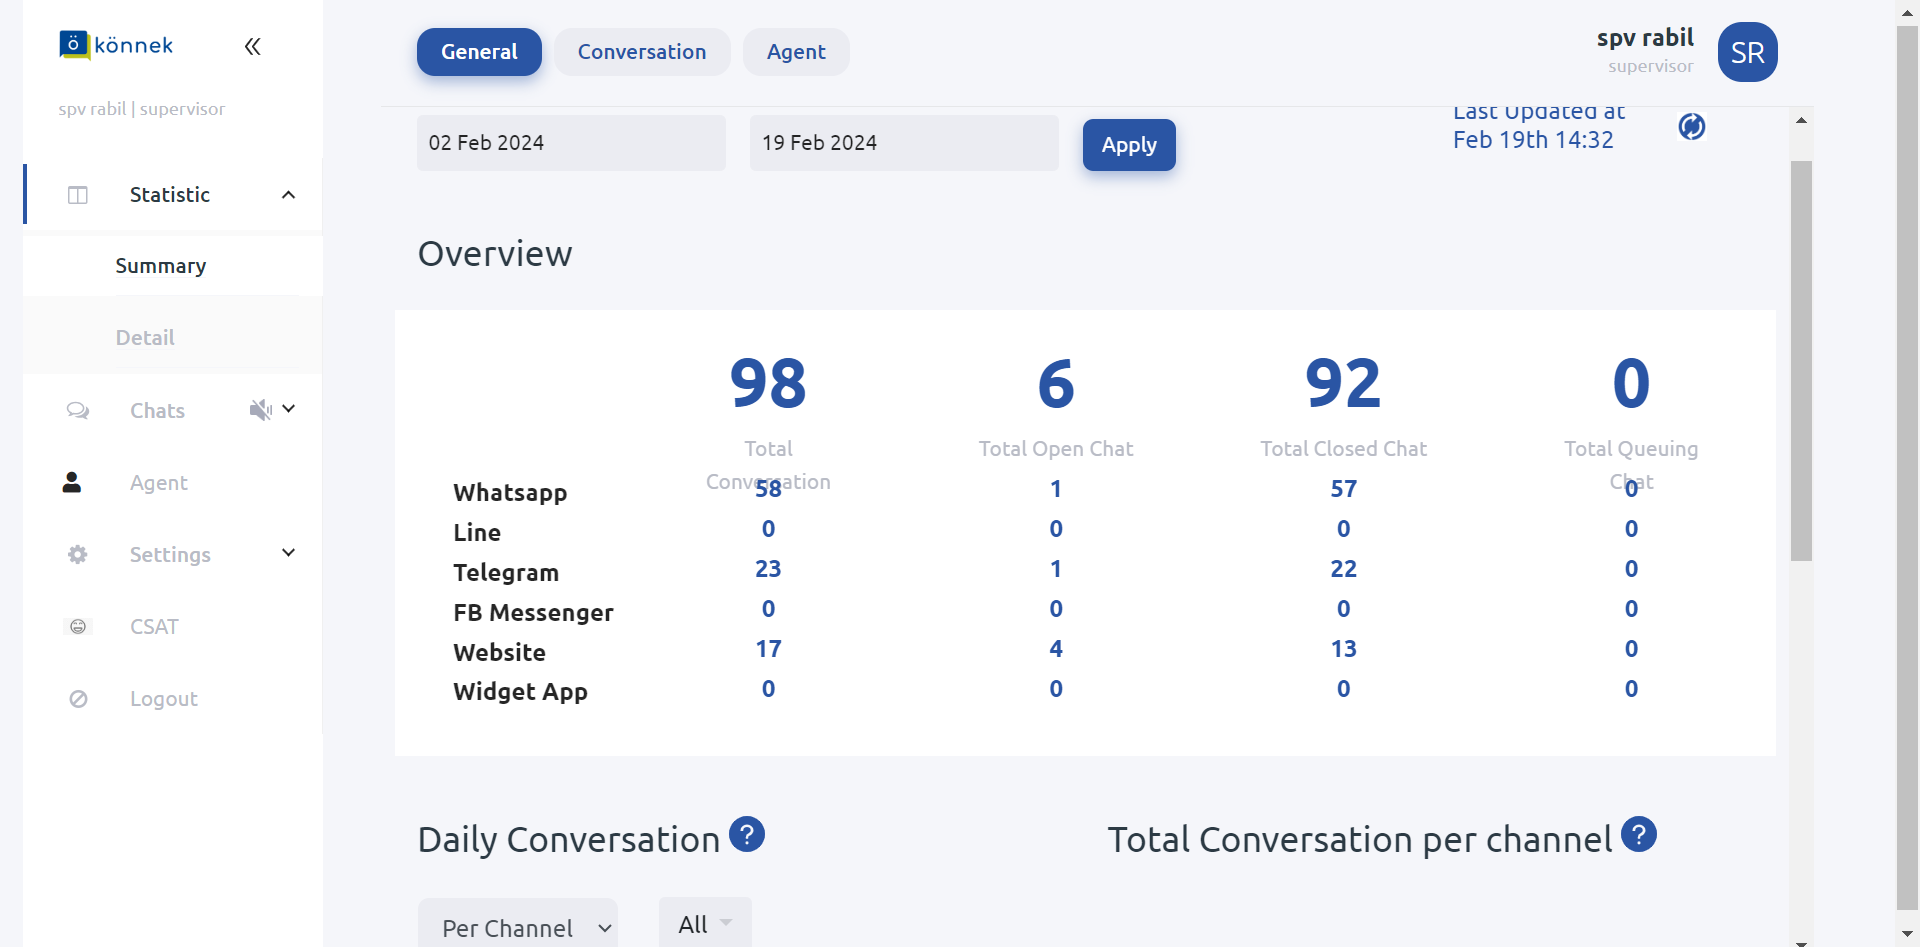 könnek
spv rabil | supervisor
Statistic
Summary
Detail
Chats
Agent
Settings
CSAT
Logout
General
Conversation
Agent
spv rabil
supervisor
SR
02 Feb 2024
19 Feb 2024
Apply
Last Updated at
Feb 19th 14:32
Overview
98
6
92
0
Total
Conversation
Total Open Chat
Total Closed Chat
Total Queuing
Chat
Whatsapp 58 1 57 0
Line 0 0 0 0
Telegram 23 1 22 0
FB Messenger 0 0 0 0
Website 17 4 13 0
Widget App 0 0 0 0
Daily Conversation ?
Total Conversation per channel ?
Per Channel
All